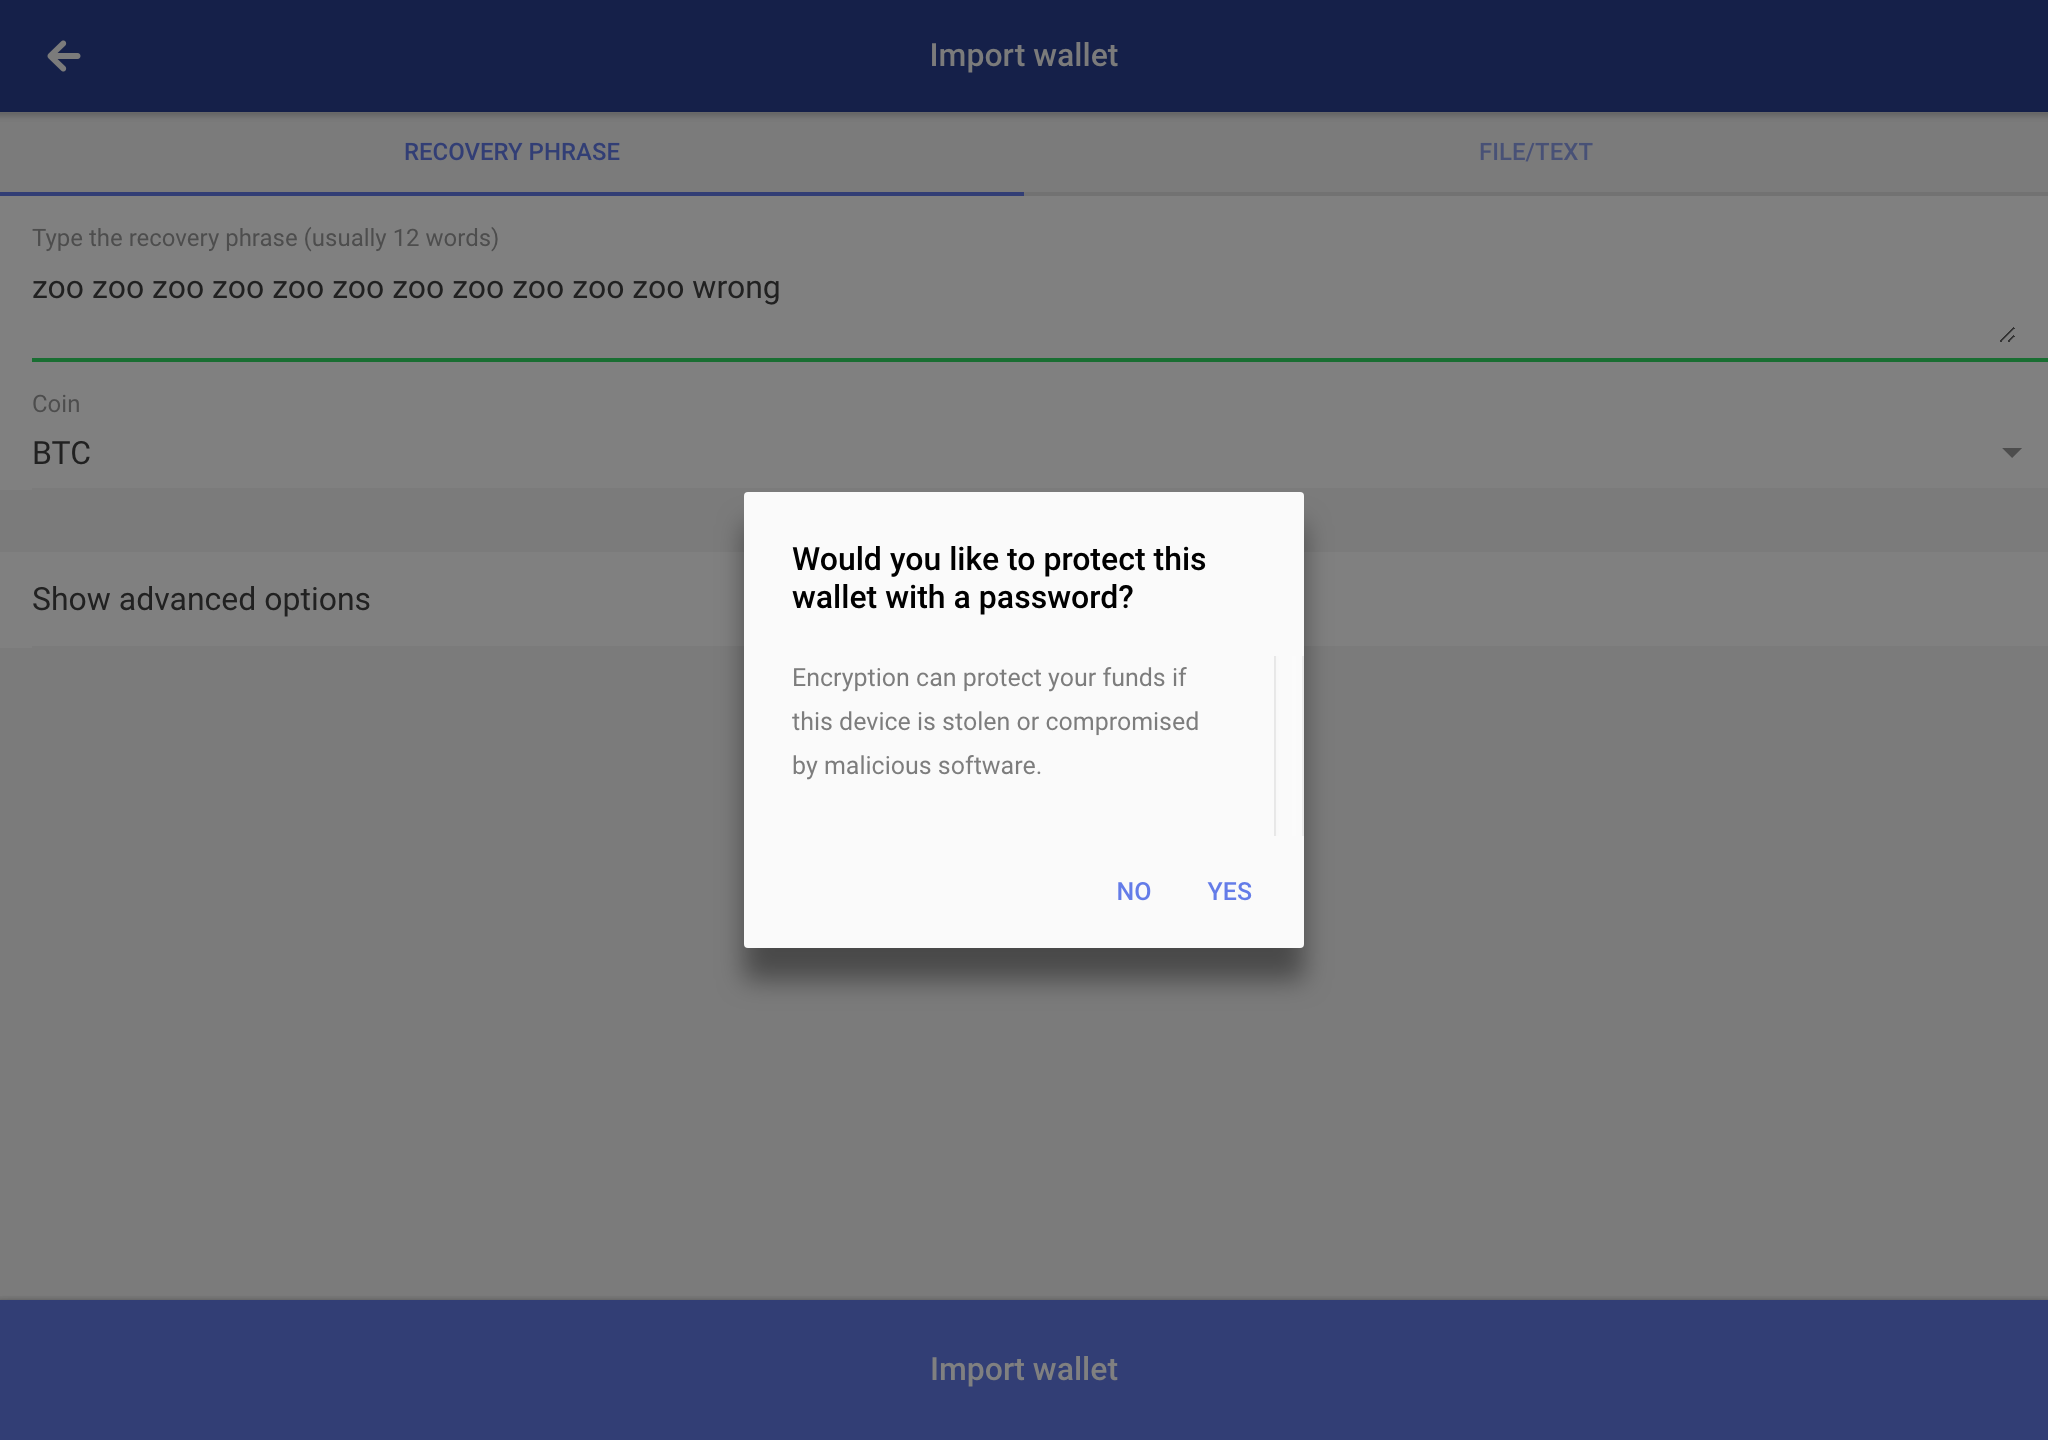 Import wallet
RECOVERY PHRASE
FILE/TEXT
Type the recovery phrase (usually 12 words)
zoo zoo zoo zoo zoo zoo zoo zoo zoo zoo zoo wrong
Coin
BTC
Show advanced options
Would you like to protect this
wallet with a password?
Encryption can protect your funds if
this device is stolen or compromised
by malicious software.
NO YES
Import wallet